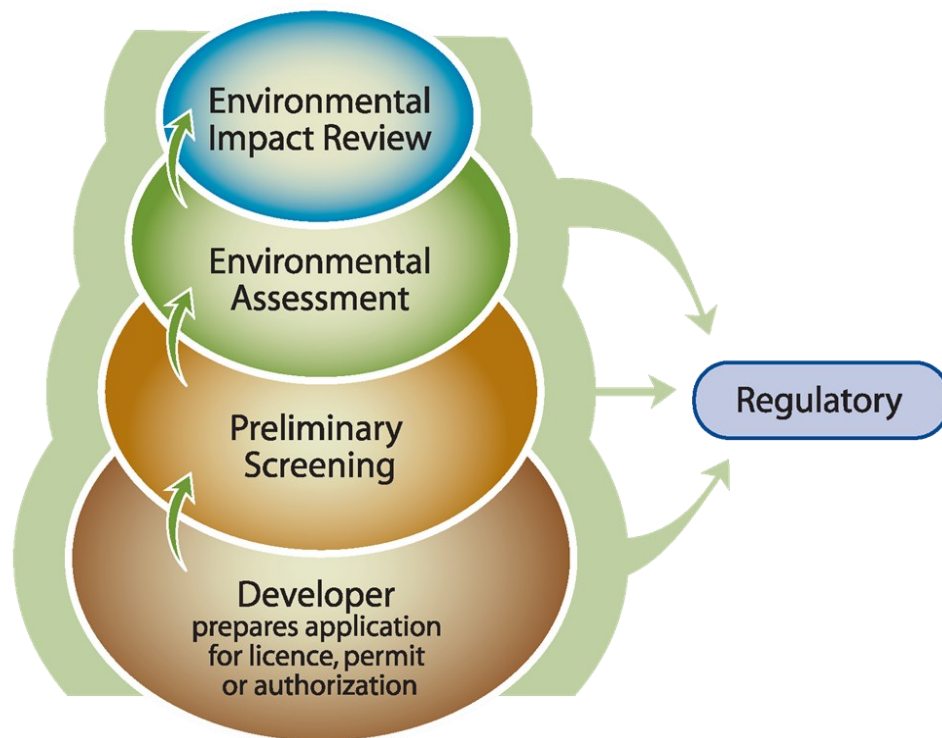 Environmental
Impact Review
Environmental
Assessment
Regulatory
Preliminary
Screening
Developer
prepares application
for licence, permit
or authorization